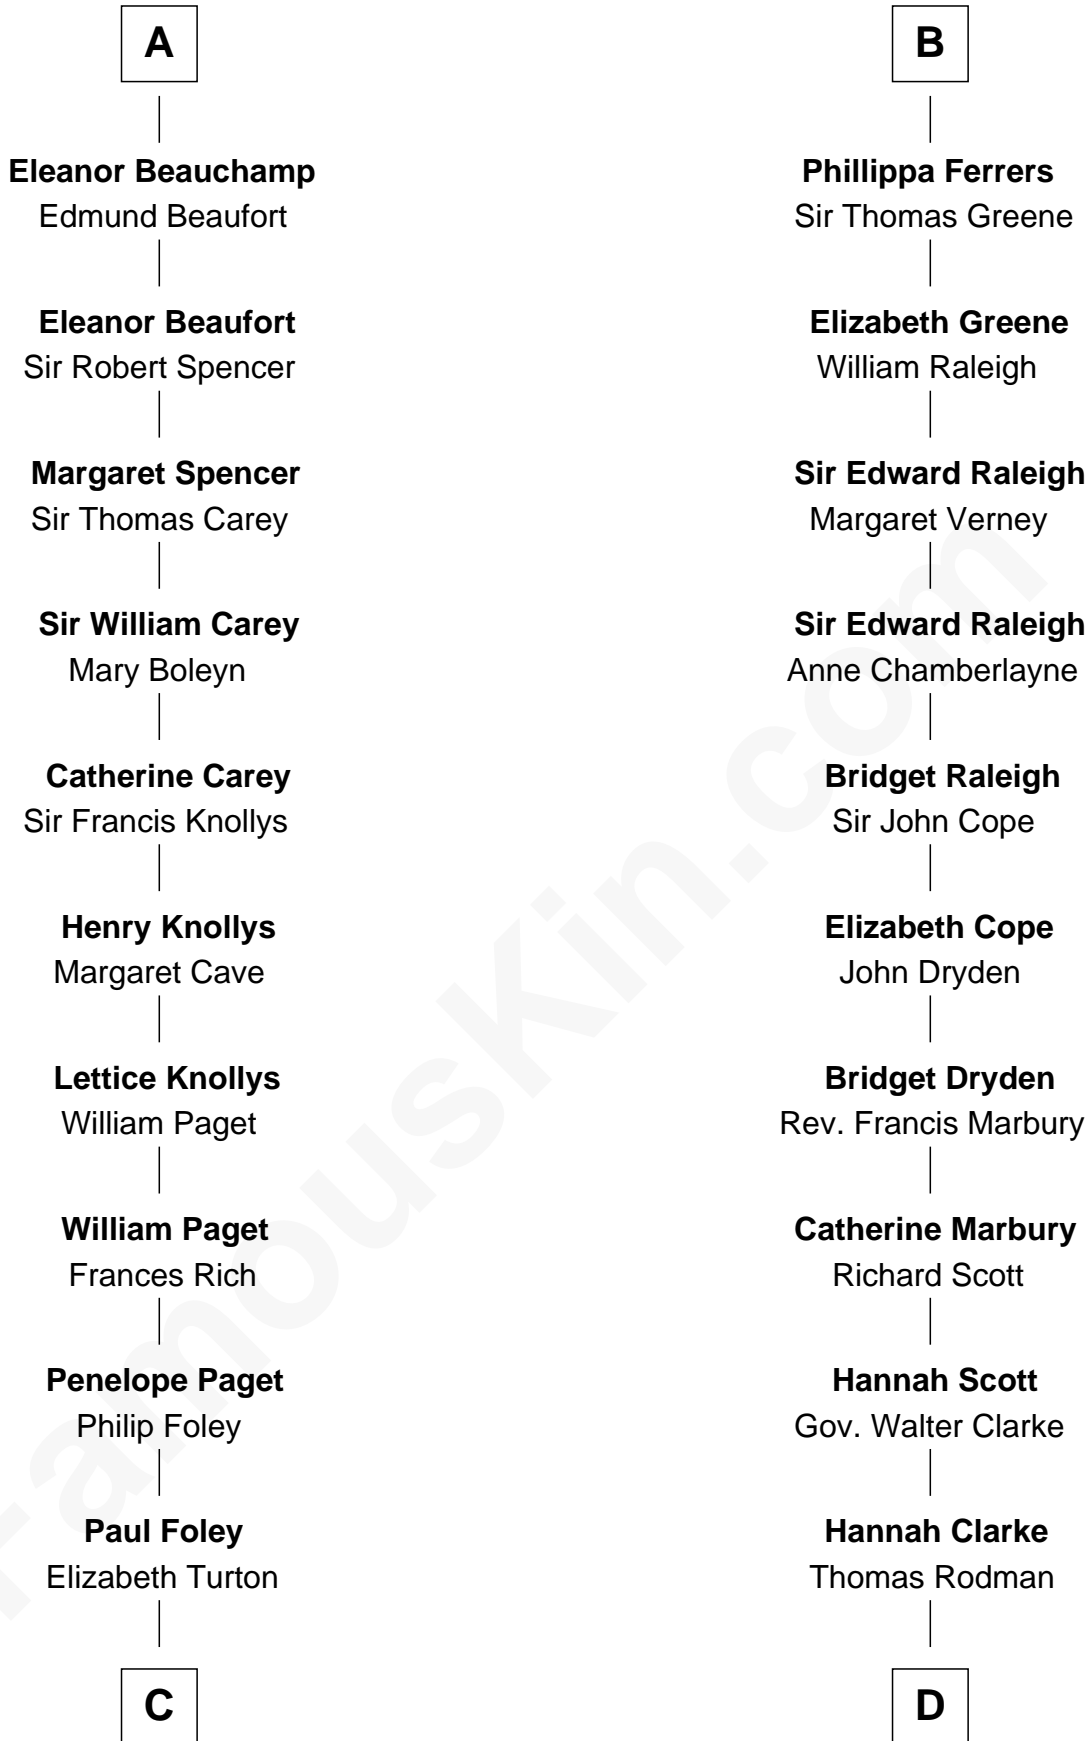 A
Eleanor Beauchamp
Edmund Beaufort
Eleanor Beaufort
Sir Robert Spencer
Margaret Spencer
Sir Thomas Carey
Sir William Carey
Mary Boleyn
Catherine Carey
Sir Francis Knollys
Henry Knollys
Margaret Cave
Lettice Knollys
William Paget
William Paget
Frances Rich
Penelope Paget
Philip Foley
Paul Foley
Elizabeth Turton
C
B
Phillippa Ferrers
Sir Thomas Greene
Elizabeth Greene
William Raleigh
Sir Edward Raleigh
Margaret Verney
Sir Edward Raleigh
Anne Chamberlayne
Bridget Raleigh
Sir John Cope
Elizabeth Cope
John Dryden
Bridget Dryden
Rev. Francis Marbury
Catherine Marbury
Richard Scott
Hannah Scott
Gov. Walter Clarke
Hannah Clarke
Thomas Rodman
D
FamousKin.com